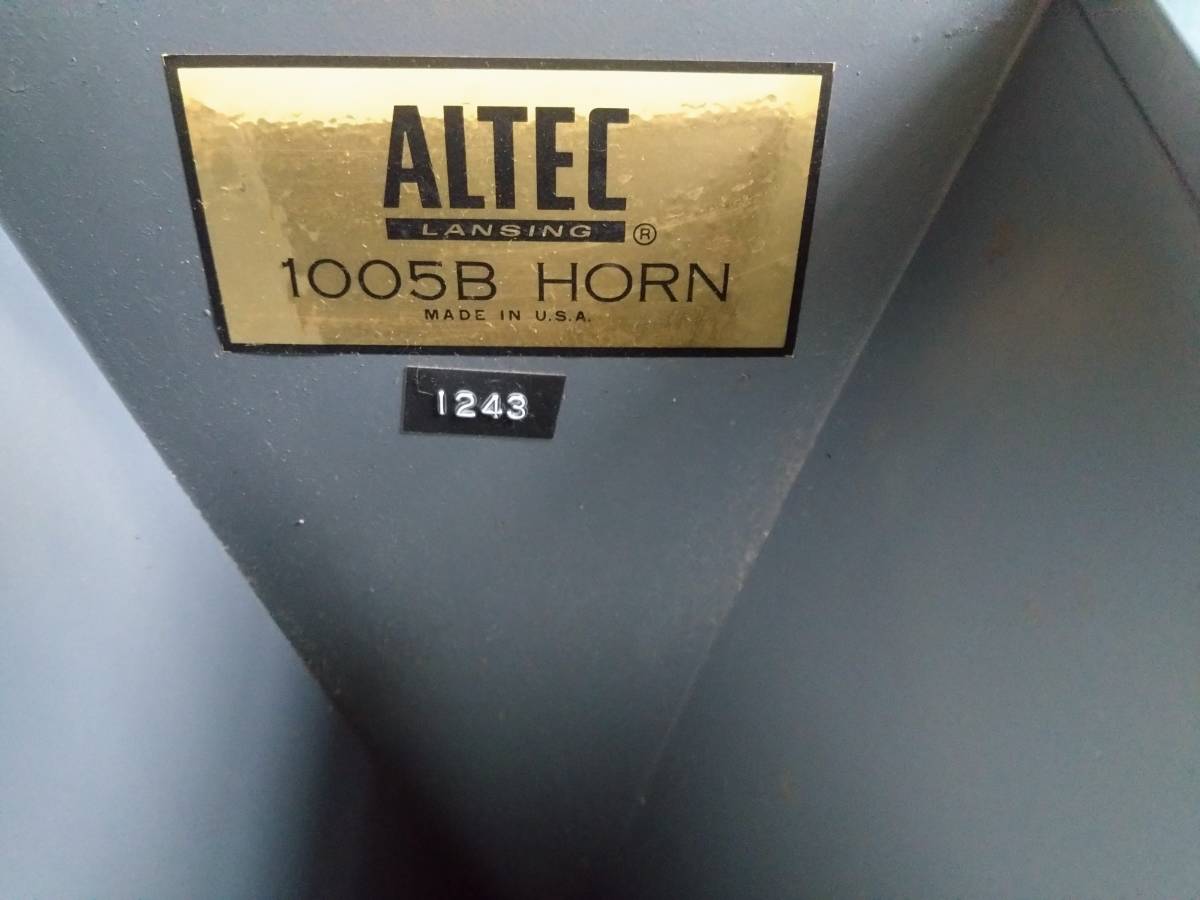 ALTEC
LANSING ®
1005B HORN
MADE IN U.S.A.
1243